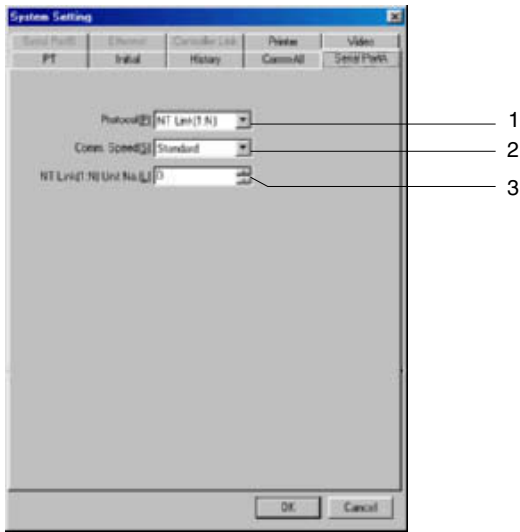 System Setting
Serial PortB Ethernet Controller Link Printer Video
PT Initial History Comm.All Serial PortA
Protocol(P) NT Link(1:N) 1
Comm. Speed(S) Standard 2
NT Link(1:N) Unit No.(L) 0 3
OK Cancel